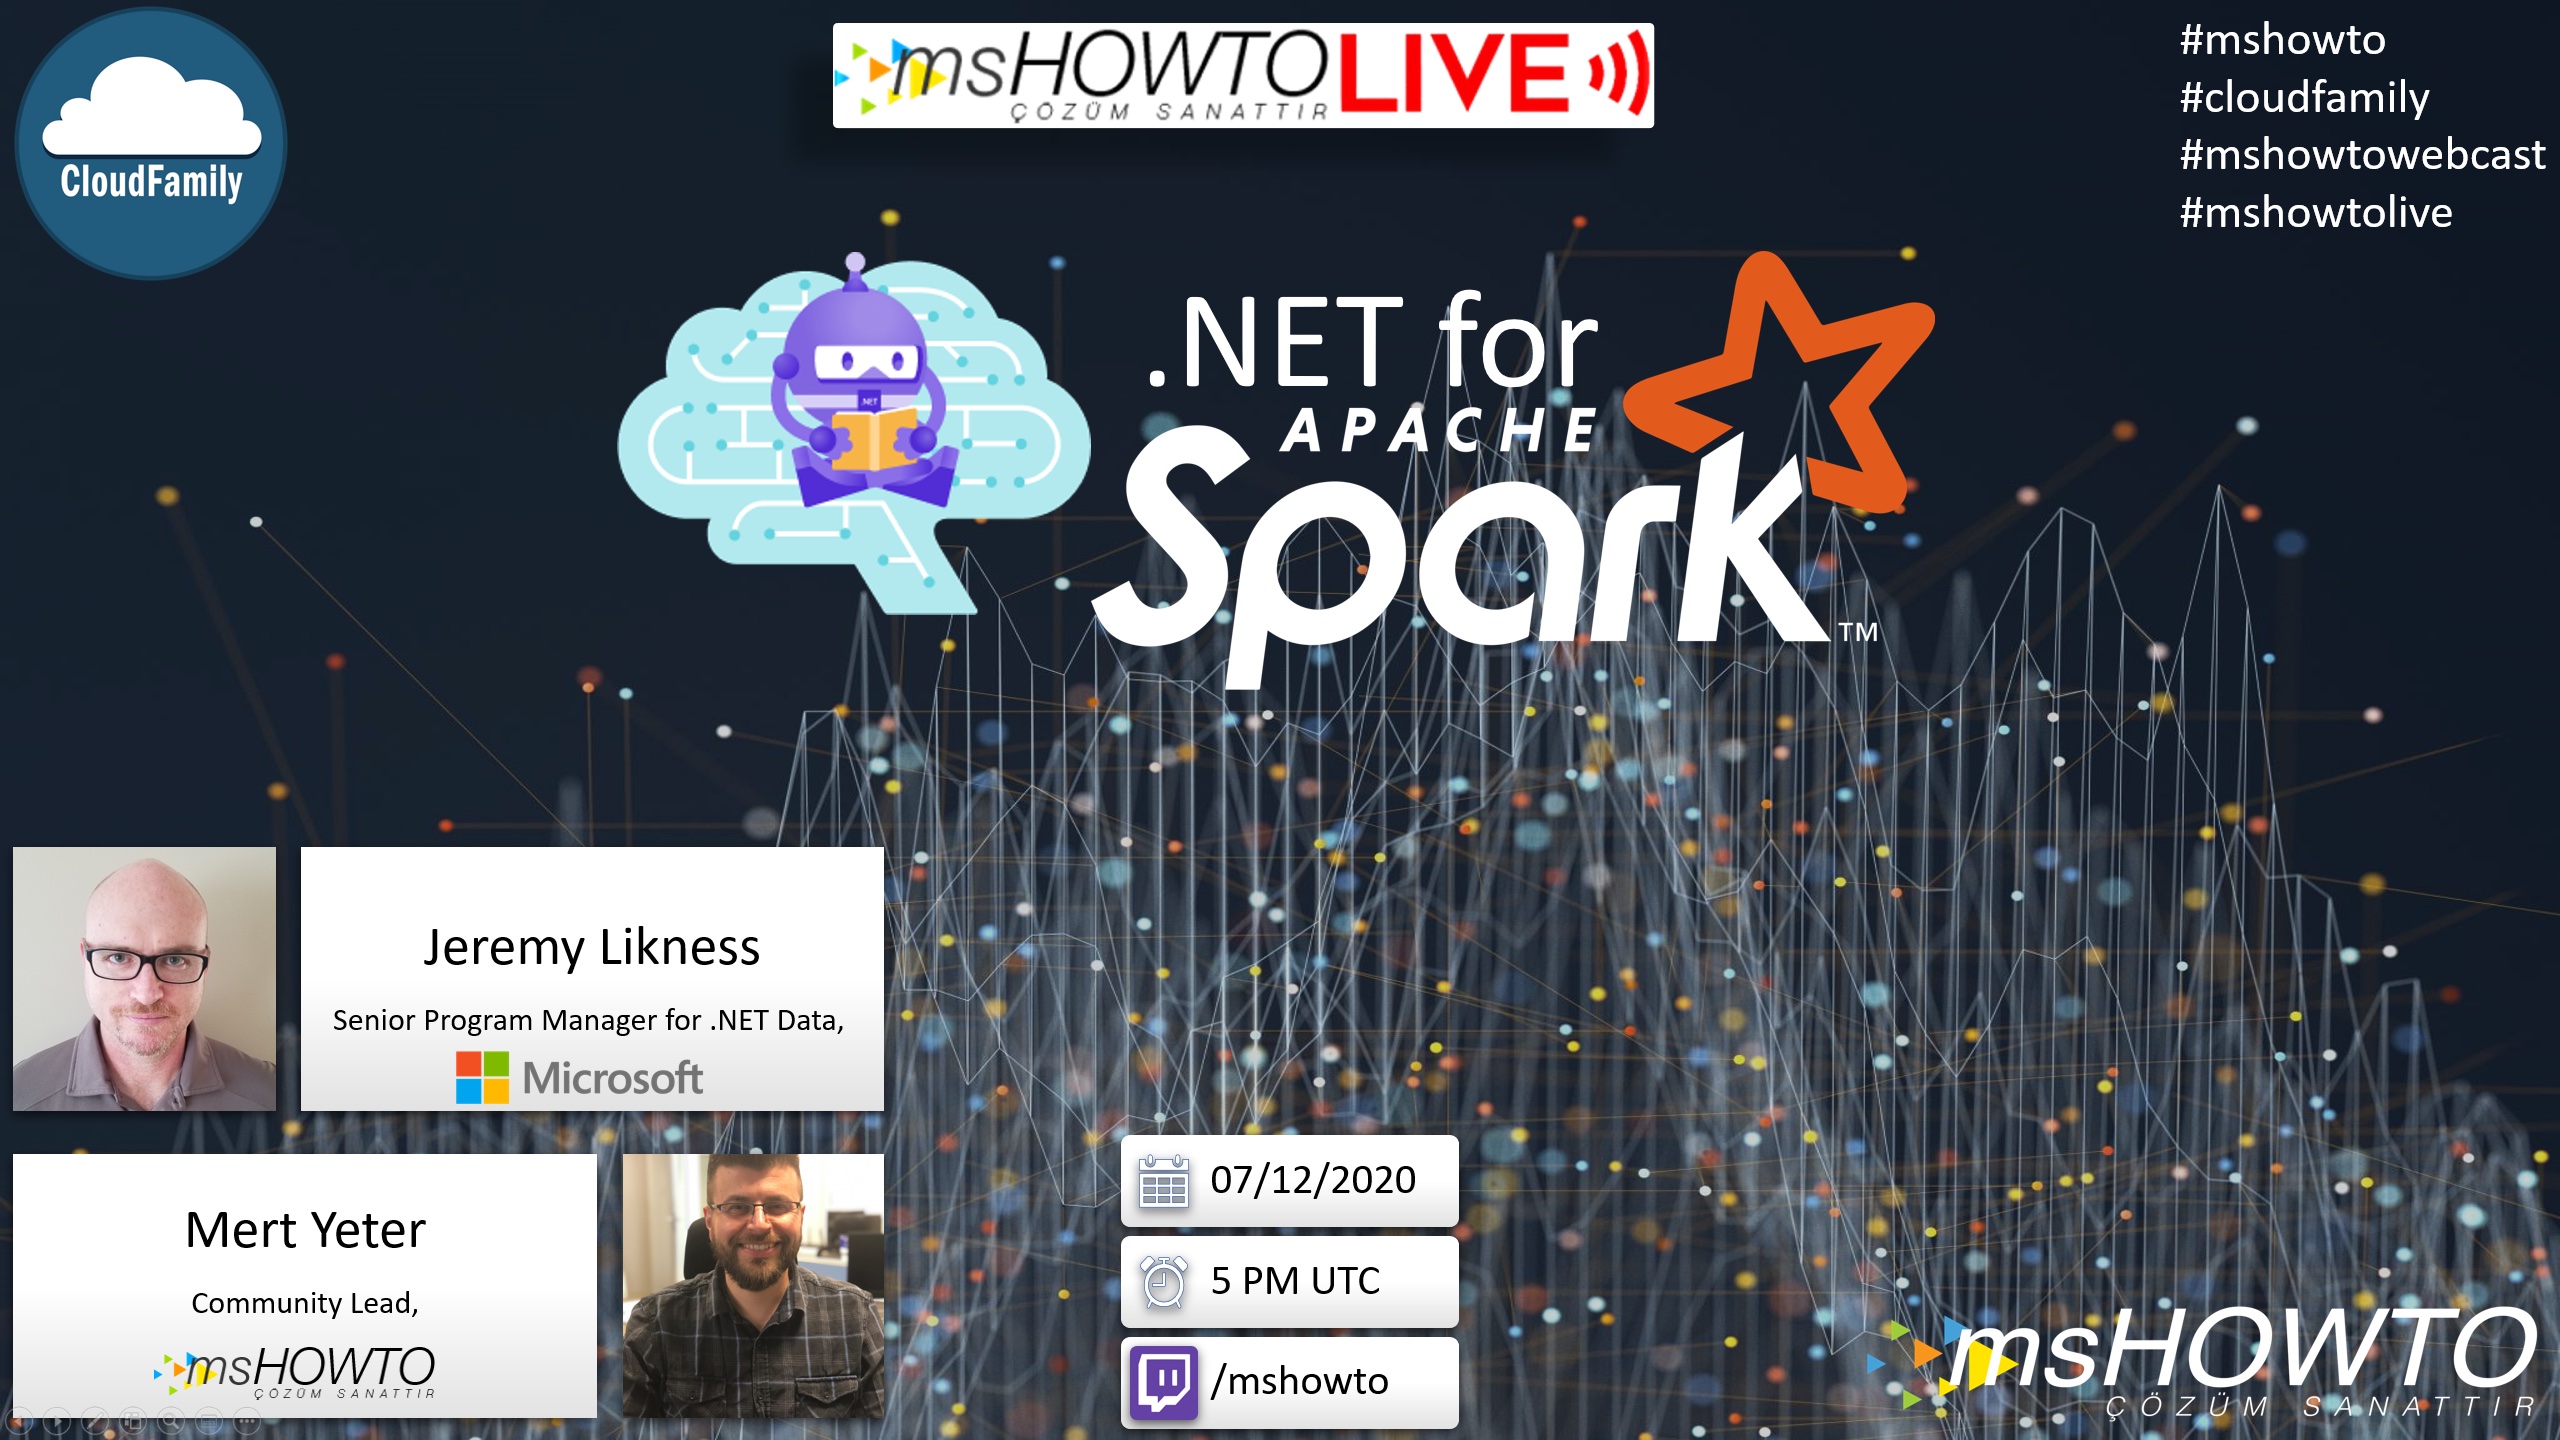 CloudFamily
msHOWTO LIVE
ÇÖZÜM SANATTIR
#mshowto
#cloudfamily
#mshowtowebcast
#mshowtolive
.NET
.NET for
APACHE
Spark™
Jeremy Likness
Senior Program Manager for .NET Data,
Microsoft
Mert Yeter
Community Lead,
msHOWTO
ÇÖZÜM SANATTIR
07/12/2020
5 PM UTC
/mshowto
msHOWTO
ÇÖZÜM SANATTIR